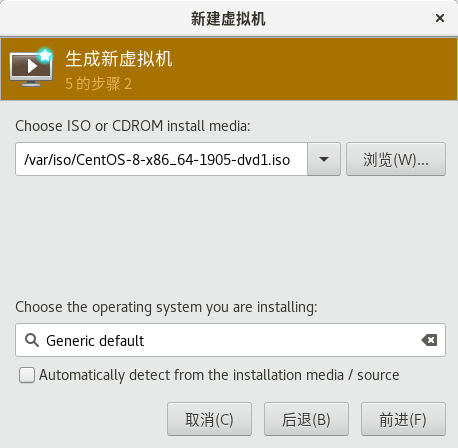 新建虚拟机
生成新虚拟机
5 的步骤 2
Choose ISO or CDROM install media:
/var/iso/CentOS-8-x86_64-1905-dvd1.iso
浏览(W)...
Choose the operating system you are installing:
Generic default
Automatically detect from the installation media / source
取消(C)
后退(B)
前进(F)